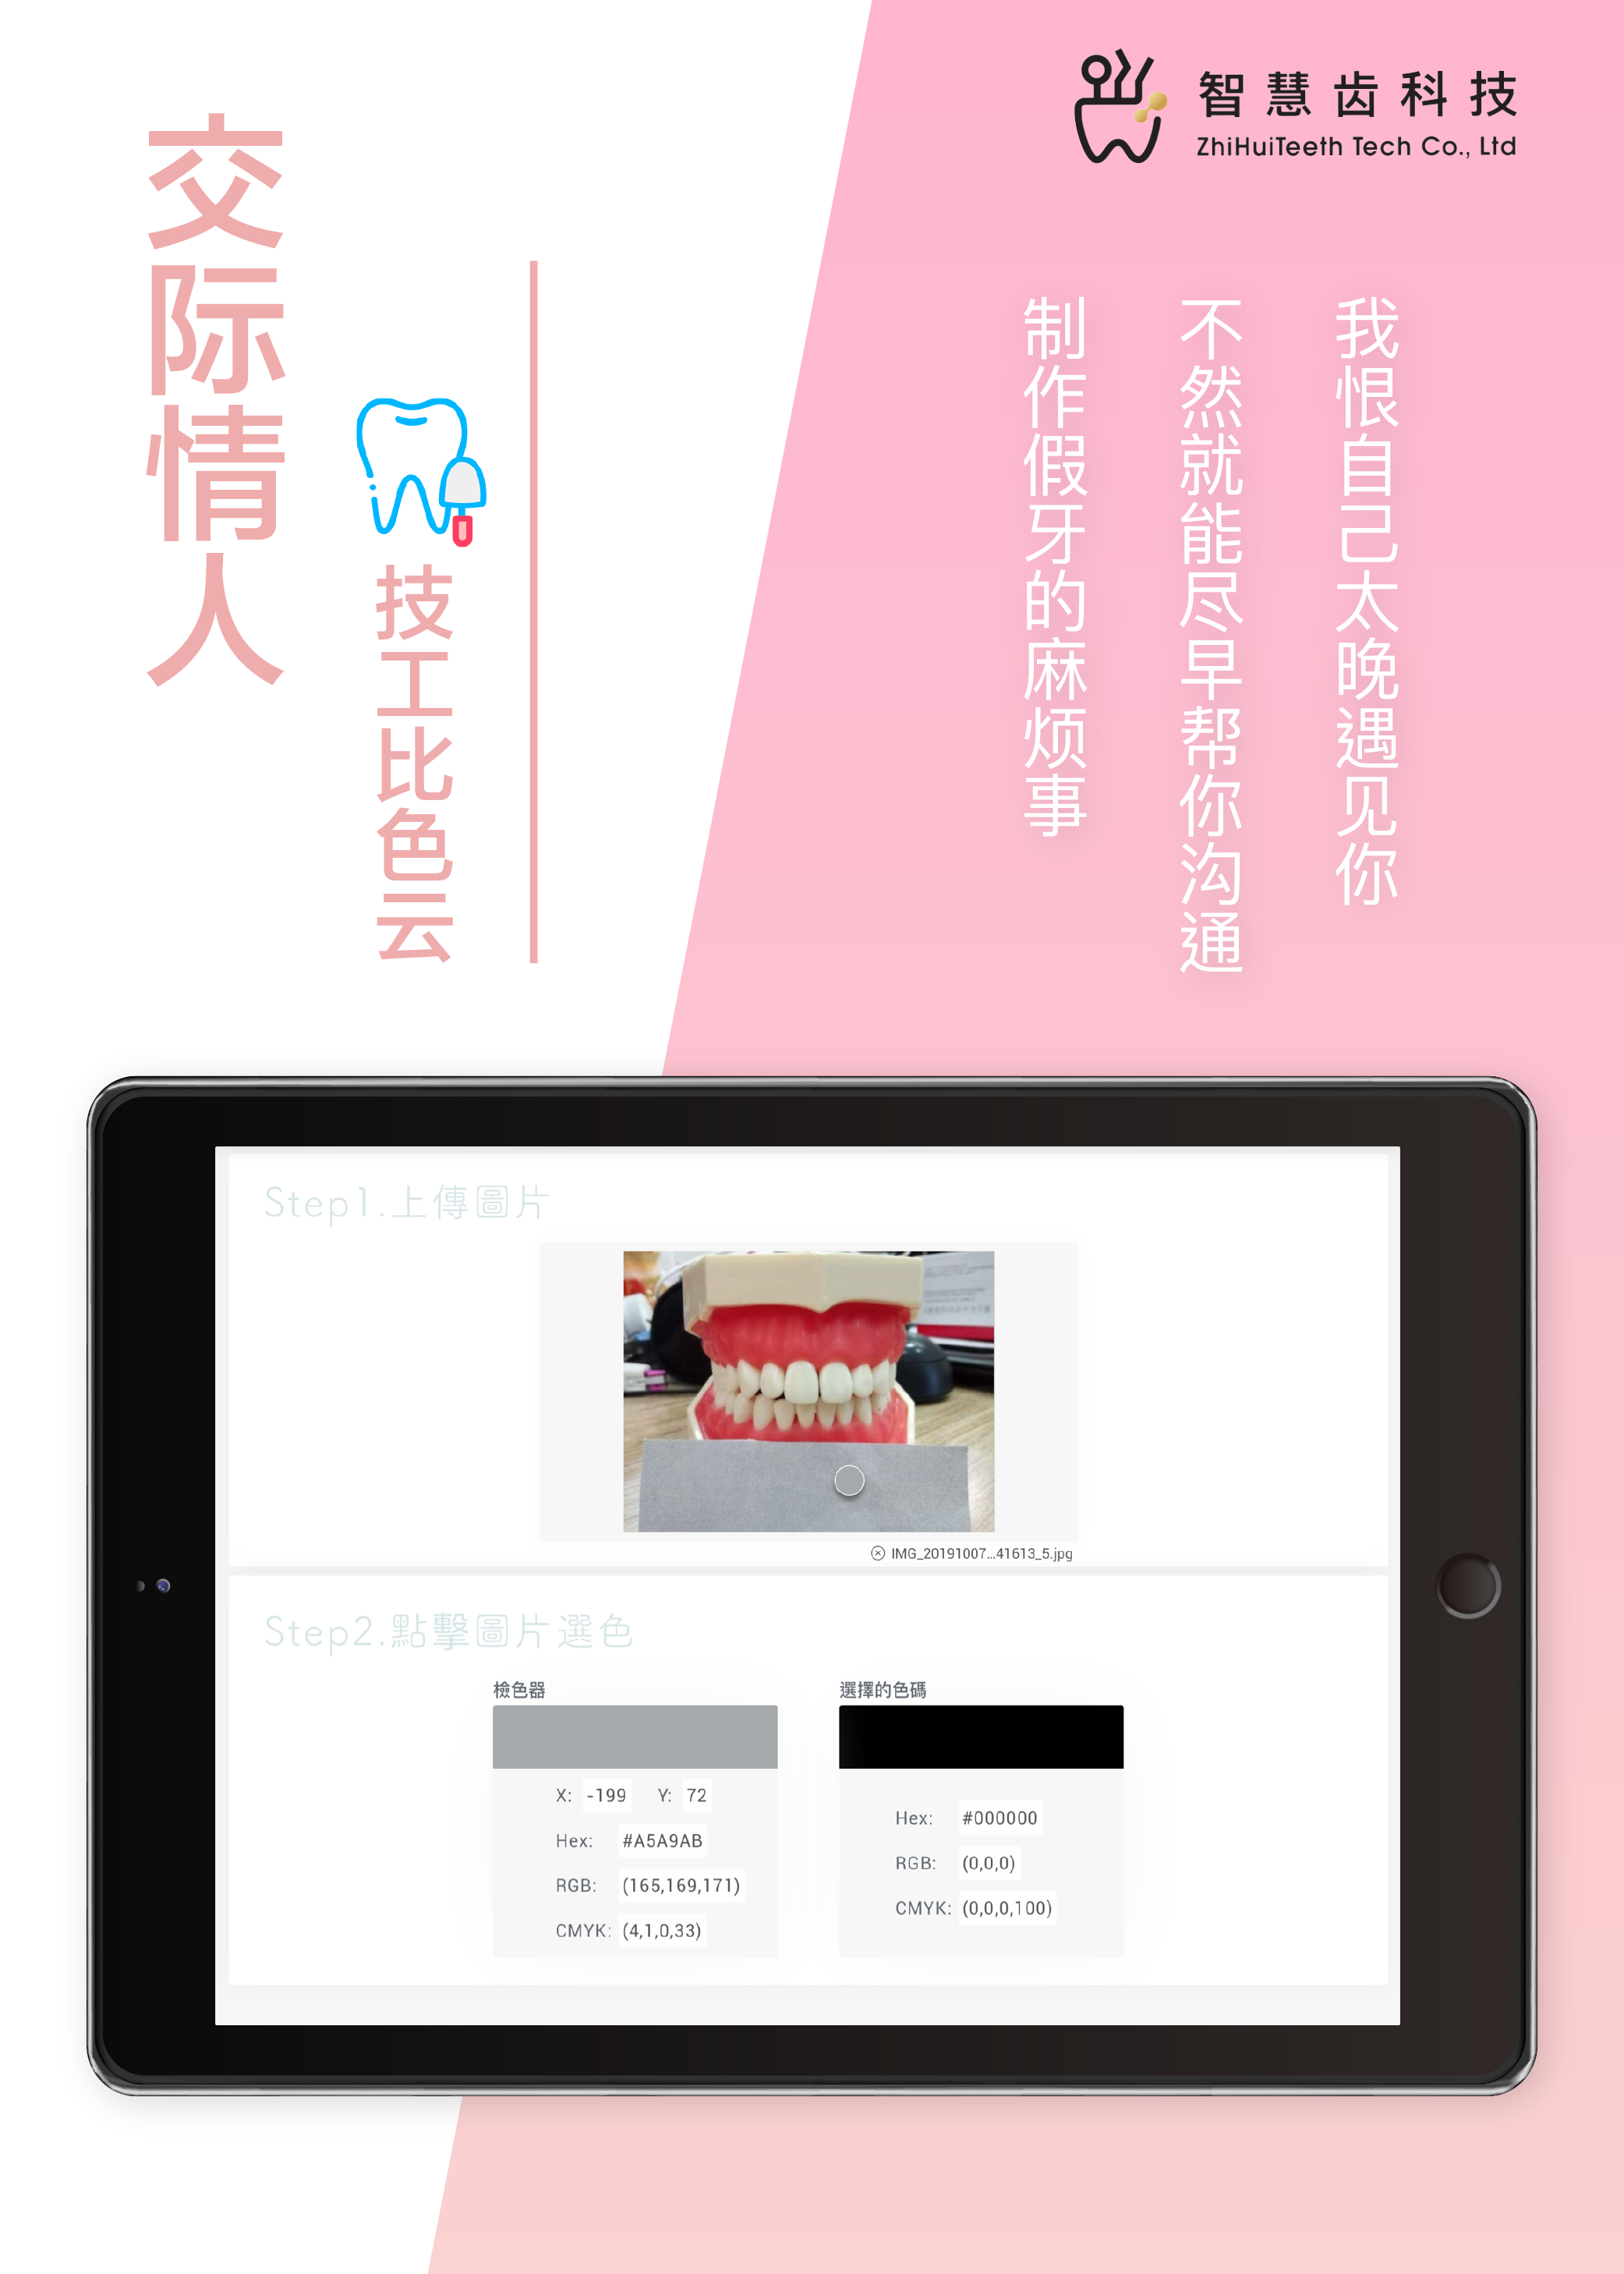 智慧齿科技
ZhiHuiTeeth Tech Co., Ltd
我恨自己太晚遇见你
不然就能尽早帮你沟通
制作假牙的麻烦事
交际情人
技工比色云
Step1.上傳圖片
IMG_20191007...41613_5.jpg
Step2.點擊圖片選色
檢色器
X: -199 Y: 72
Hex: #A5A9AB
RGB: (165,169,171)
CMYK: (4,1,0,33)
選擇的色碼
Hex: #000000
RGB: (0,0,0)
CMYK: (0,0,0,100)